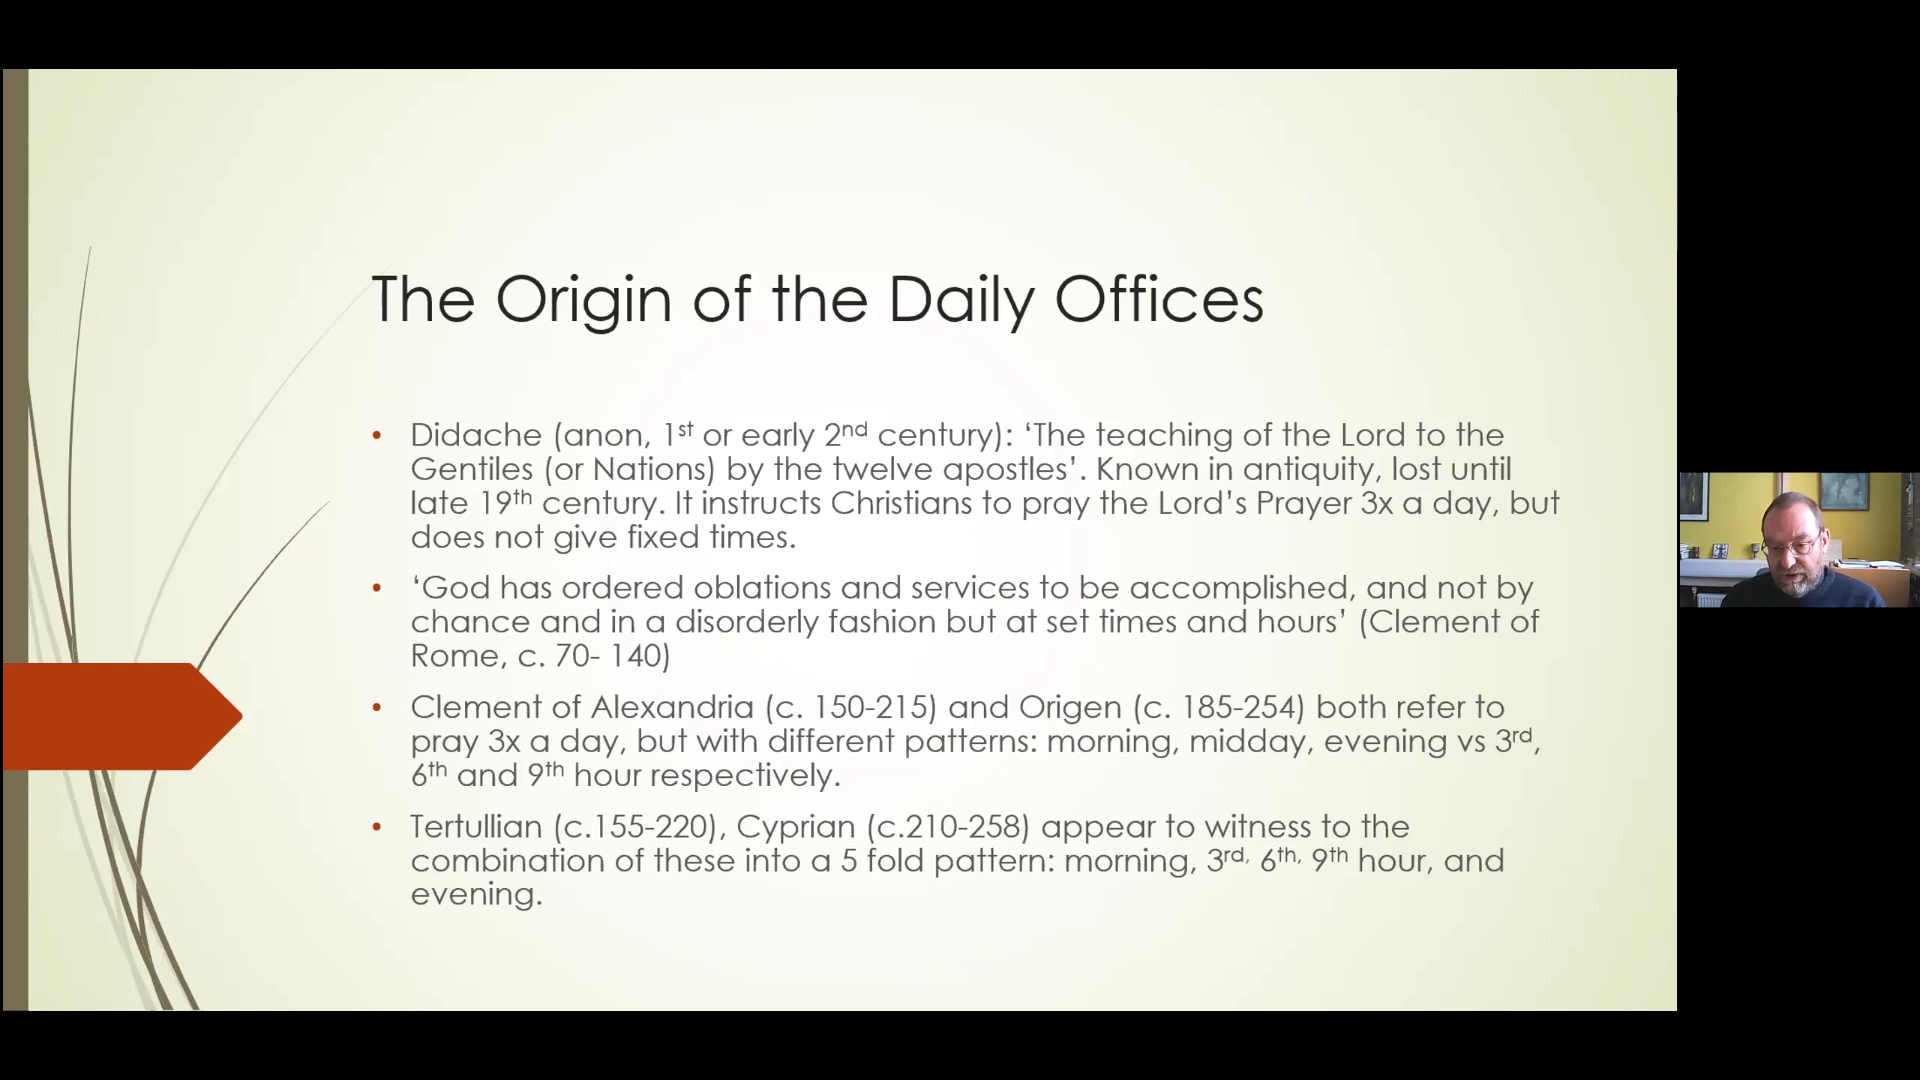 The Origin of the Daily Offices
• Didache (anon, 1st or early 2nd century): ‘The teaching of the Lord to the
Gentiles (or Nations) by the twelve apostles’. Known in antiquity, lost until
late 19th century. It instructs Christians to pray the Lord’s Prayer 3x a day, but
does not give fixed times.
• ‘God has ordered oblations and services to be accomplished, and not by
chance and in a disorderly fashion but at set times and hours’ (Clement of
Rome, c. 70- 140)
• Clement of Alexandria (c. 150-215) and Origen (c. 185-254) both refer to
pray 3x a day, but with different patterns: morning, midday, evening vs 3rd,
6th and 9th hour respectively.
• Tertullian (c.155-220), Cyprian (c.210-258) appear to witness to the
combination of these into a 5 fold pattern: morning, 3rd, 6th, 9th hour, and
evening.